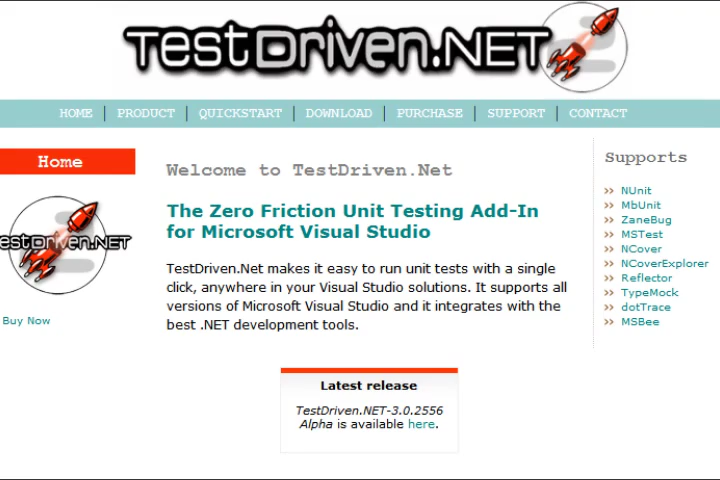 TestDriven.NET
HOME | PRODUCT | QUICKSTART | DOWNLOAD | PURCHASE | SUPPORT | CONTACT
Home
TestDriven.NET
Buy Now
Welcome to TestDriven.Net
The Zero Friction Unit Testing Add-In
for Microsoft Visual Studio
TestDriven.Net makes it easy to run unit tests with a single
click, anywhere in your Visual Studio solutions. It supports all
versions of Microsoft Visual Studio and it integrates with the
best .NET development tools.
Latest release
TestDriven.NET-3.0.2556
Alpha is available here.
Supports
>> NUnit
>> MbUnit
>> ZaneBug
>> MSTest
>> NCover
>> NCoverExplorer
>> Reflector
>> TypeMock
>> dotTrace
>> MSBee